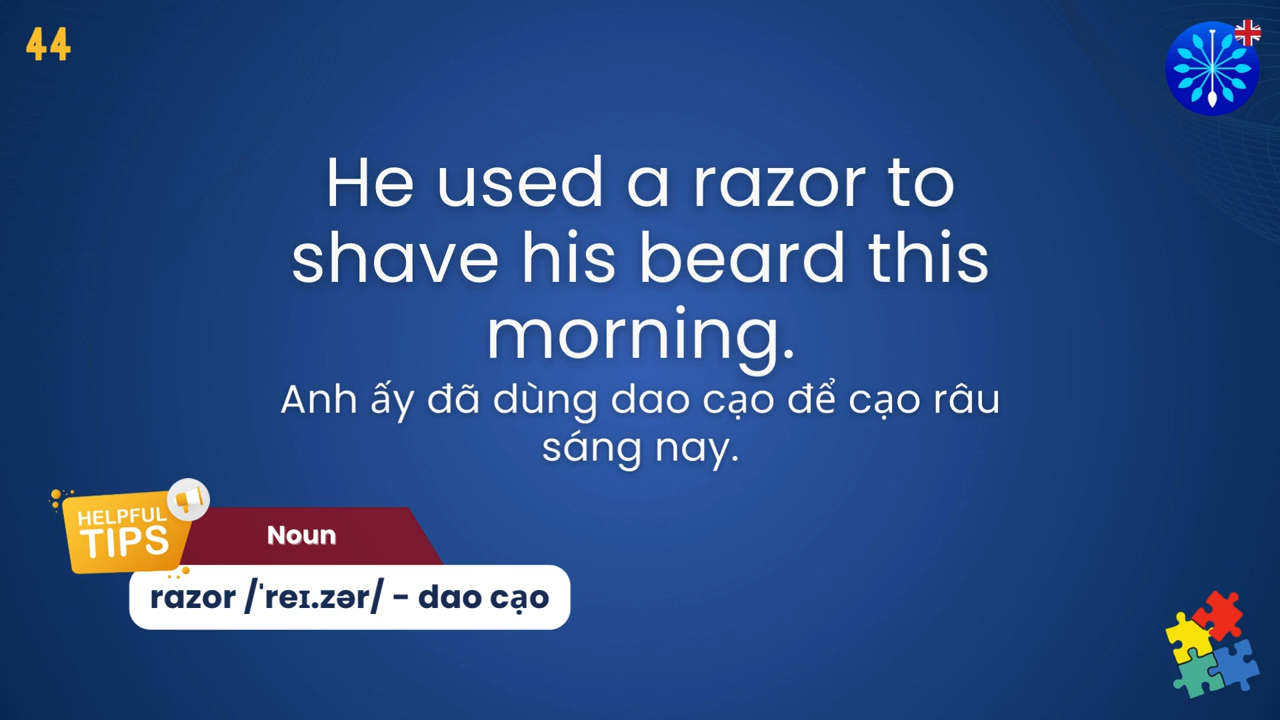 44
He used a razor to
shave his beard this
morning.
Anh ấy đã dùng dao cạo để cạo râu
sáng nay.
HELPFUL
TIPS
Noun
razor /ˈreɪ.zər/ - dao cạo